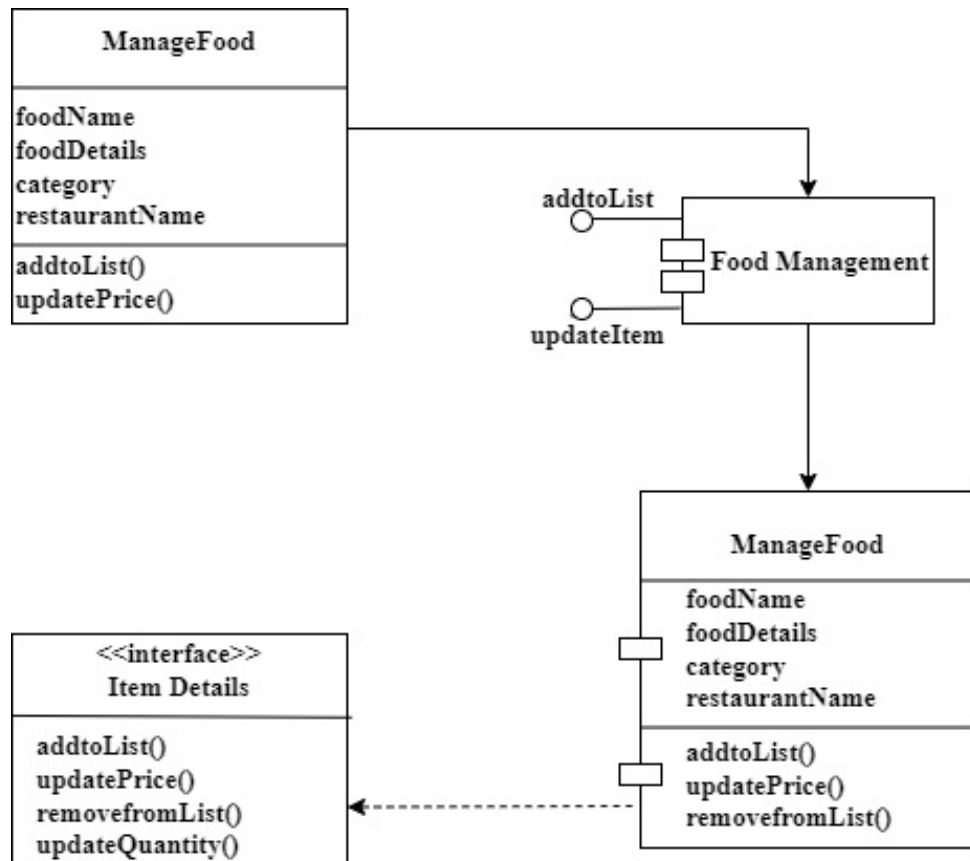 ManageFood
foodName
foodDetails
category
restaurantName
addtoList()
updatePrice()
addtoList
Food Management
updateItem
ManageFood
foodName
foodDetails
category
restaurantName
addtoList()
updatePrice()
removefromList()
<<interface>>
Item Details
addtoList()
updatePrice()
removefromList()
updateQuantity()